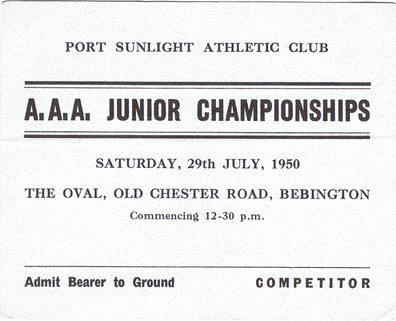 PORT SUNLIGHT ATHLETIC CLUB
A.A.A. JUNIOR CHAMPIONSHIPS
SATURDAY, 29th JULY, 1950
THE OVAL, OLD CHESTER ROAD, BEBINGTON
Commencing 12-30 p.m.
Admit Bearer to Ground COMPETITOR